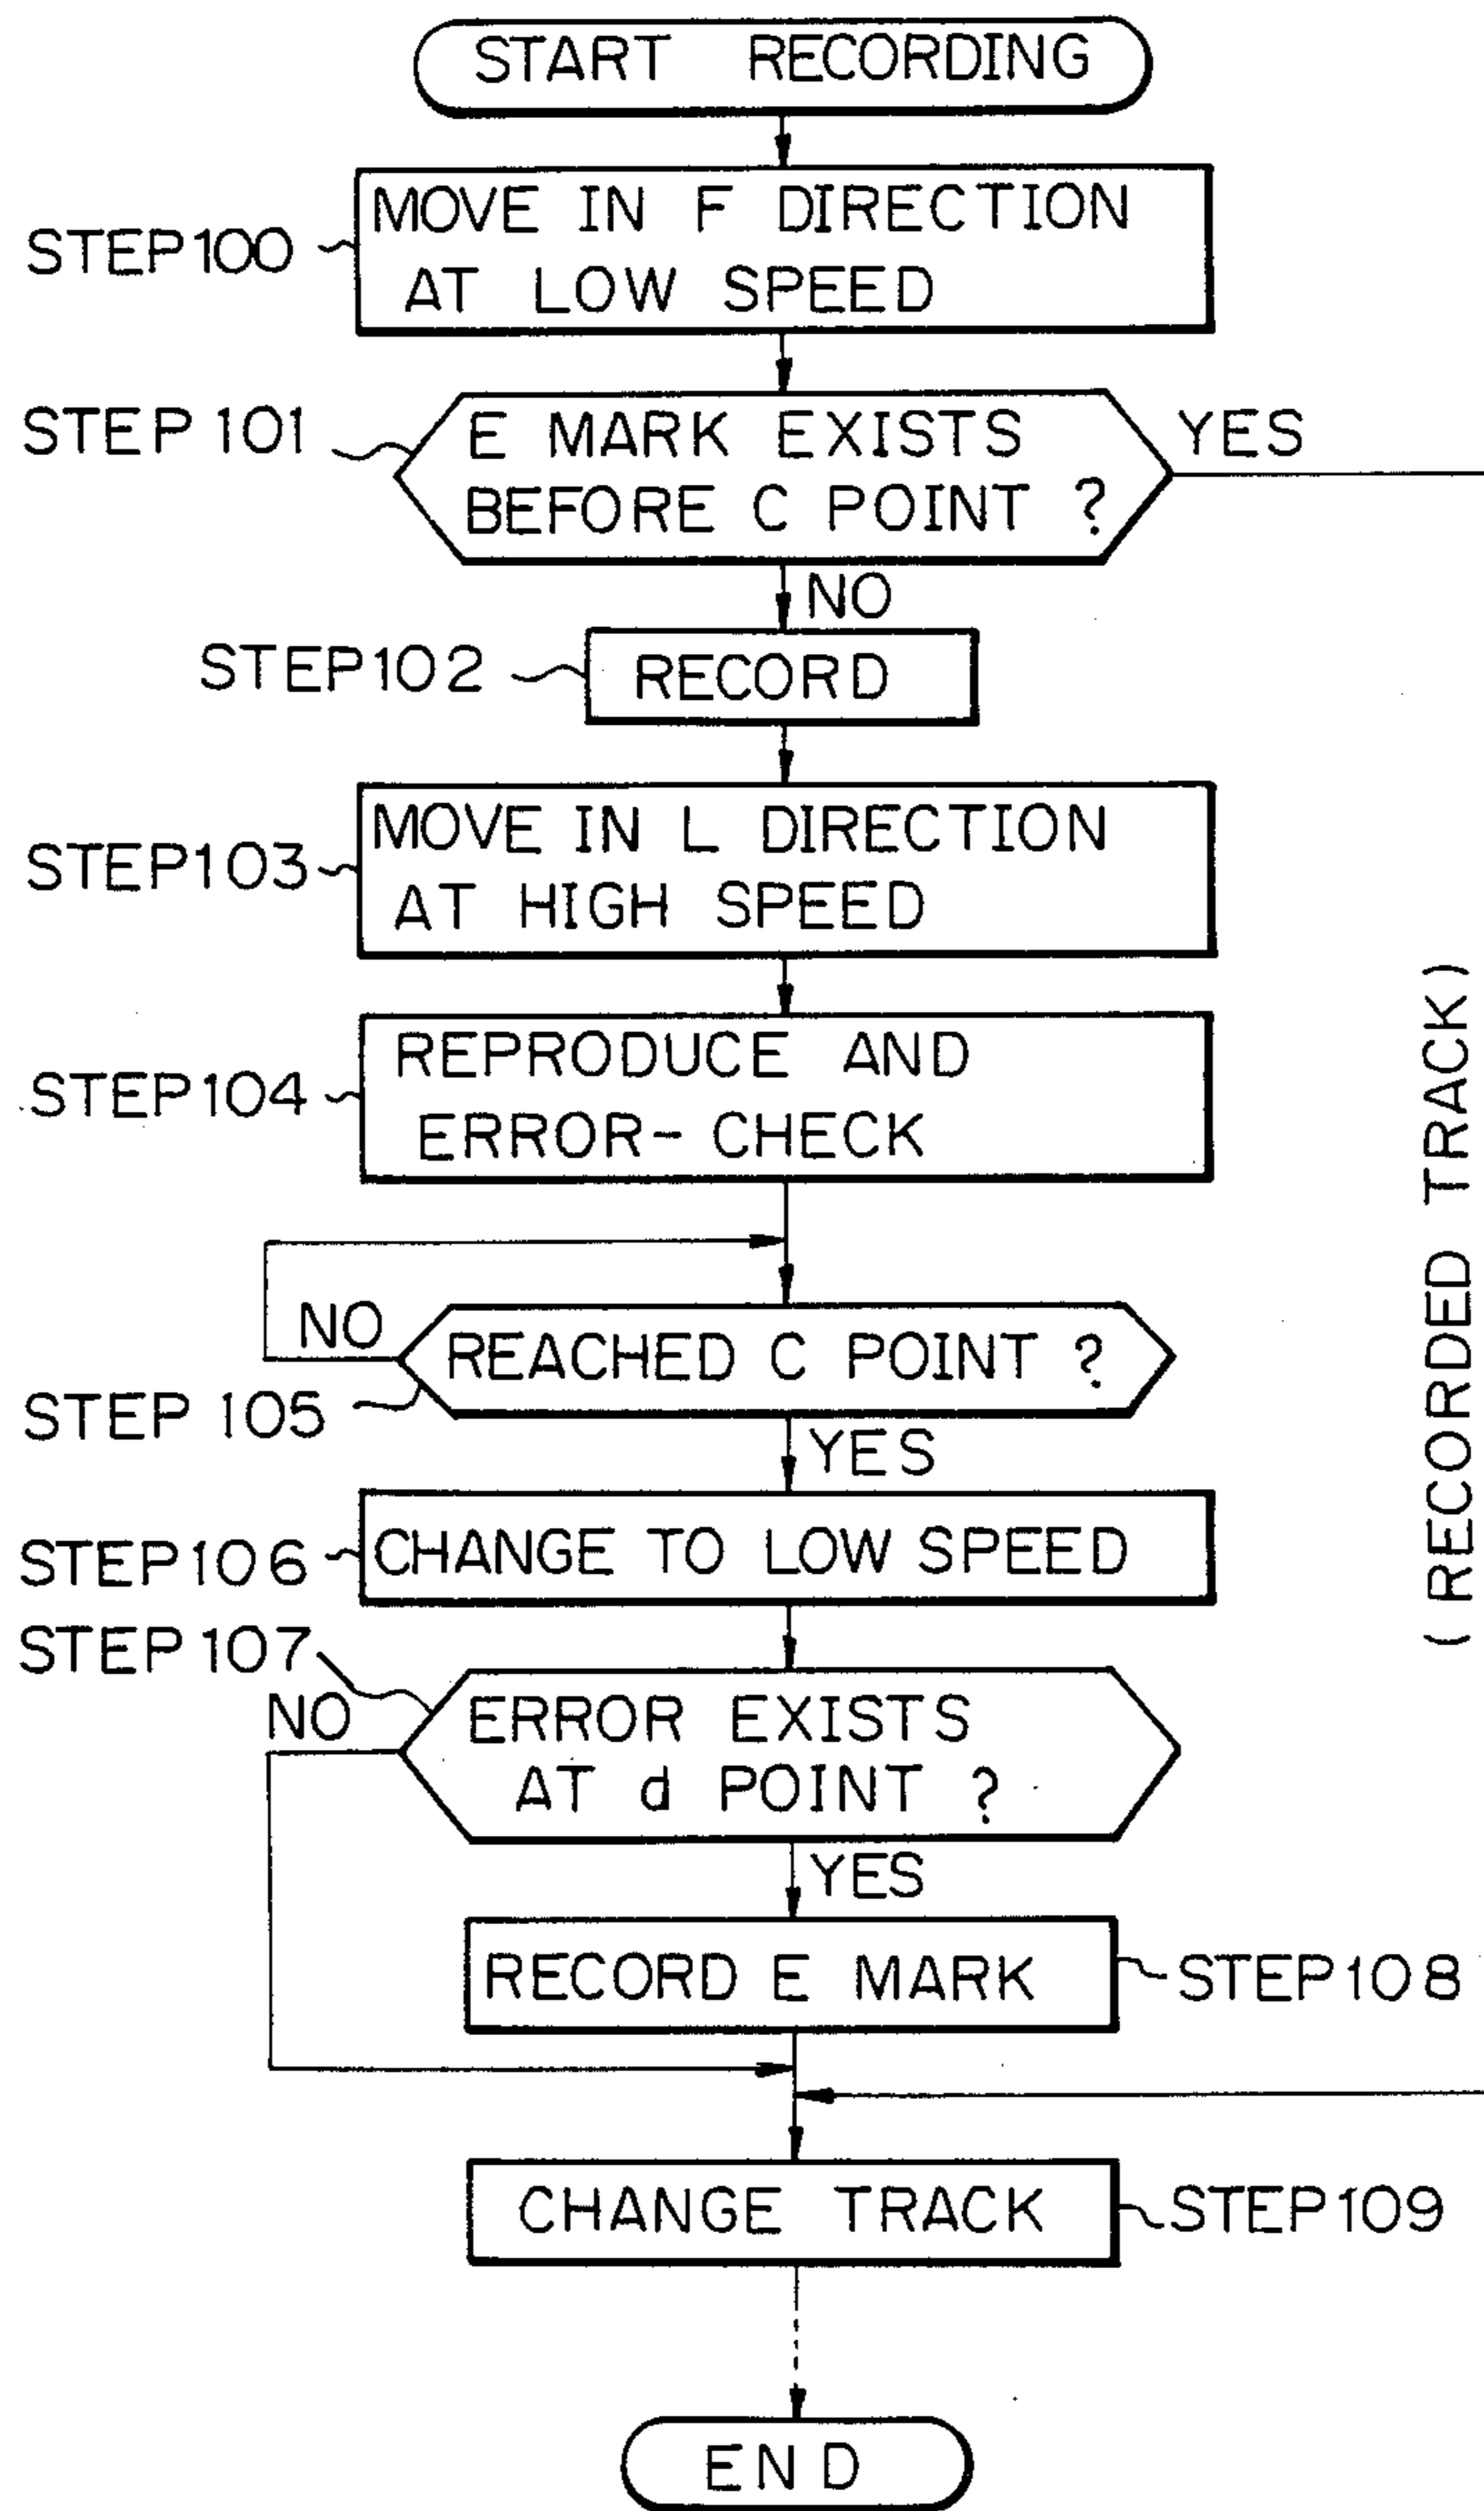 START RECORDING
MOVE IN F DIRECTION
AT LOW SPEED
STEP100
STEP 101
E MARK EXISTS
BEFORE C POINT ?
YES
NO
STEP102
RECORD
MOVE IN L DIRECTION
AT HIGH SPEED
STEP103
REPRODUCE AND
ERROR-CHECK
STEP104
(RECORDED TRACK)
NO
REACHED C POINT ?
STEP 105
YES
STEP106
CHANGE TO LOW SPEED
STEP107
NO
ERROR EXISTS
AT d POINT ?
YES
RECORD E MARK
STEP108
CHANGE TRACK
STEP109
END